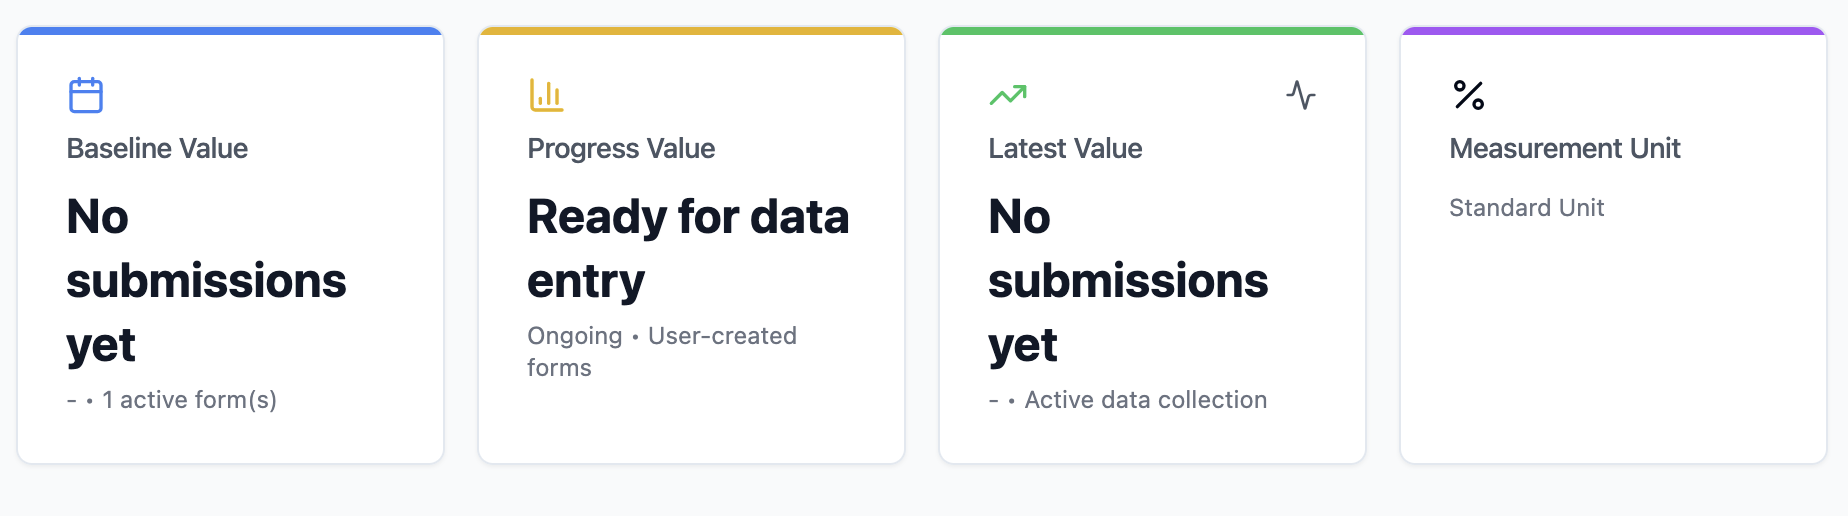 Baseline Value
No
submissions
yet
- • 1 active form(s)
Progress Value
Ready for data
entry
Ongoing • User-created
forms
Latest Value
No
submissions
yet
- • Active data collection
Measurement Unit
Standard Unit